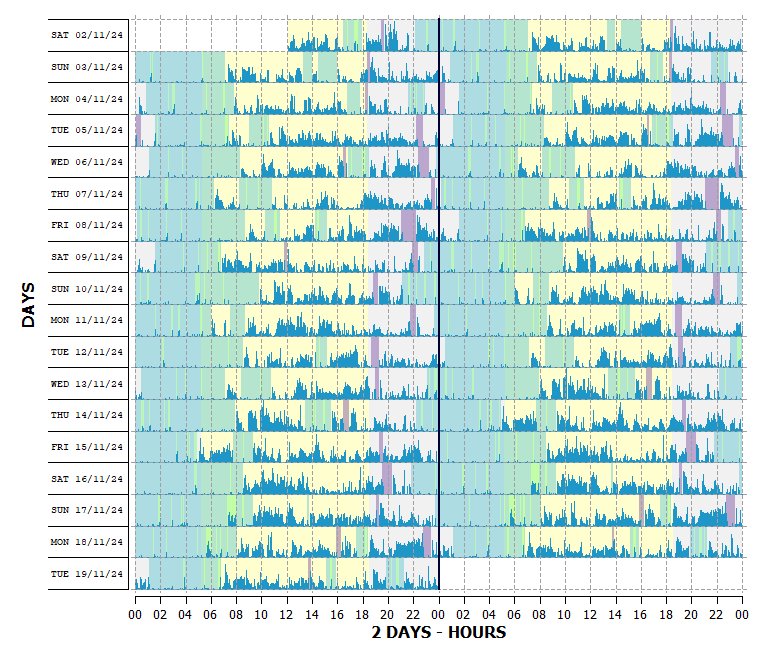 SAT 02/11/24
SUN 03/11/24
MON 04/11/24
TUE 05/11/24
WED 06/11/24
THU 07/11/24
FRI 08/11/24
SAT 09/11/24
SUN 10/11/24
MON 11/11/24
TUE 12/11/24
WED 13/11/24
THU 14/11/24
FRI 15/11/24
SAT 16/11/24
SUN 17/11/24
MON 18/11/24
TUE 19/11/24
DAYS
00 02 04 06 08 10 12 14 16 18 20 22 00 02 04 06 08 10 12 14 16 18 20 22 00
2 DAYS - HOURS